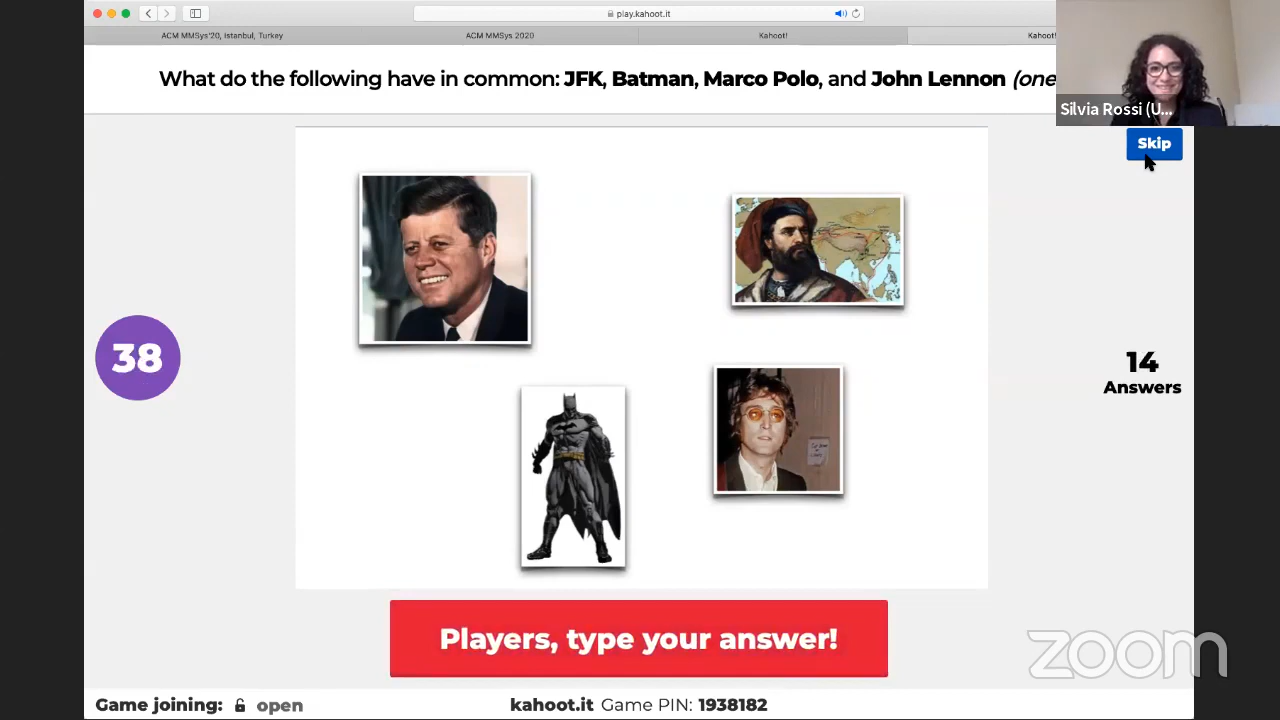 play.kahoot.it
ACM MMSys'20, Istanbul, Turkey
ACM MMSys 2020
Kahoot!
Kahoot!
What do the following have in common: JFK, Batman, Marco Polo, and John Lennon (one
Silvia Rossi (U...
Skip
38
14
Answers
Players, type your answer!
zoom
Game joining: open
kahoot.it Game PIN: 1938182